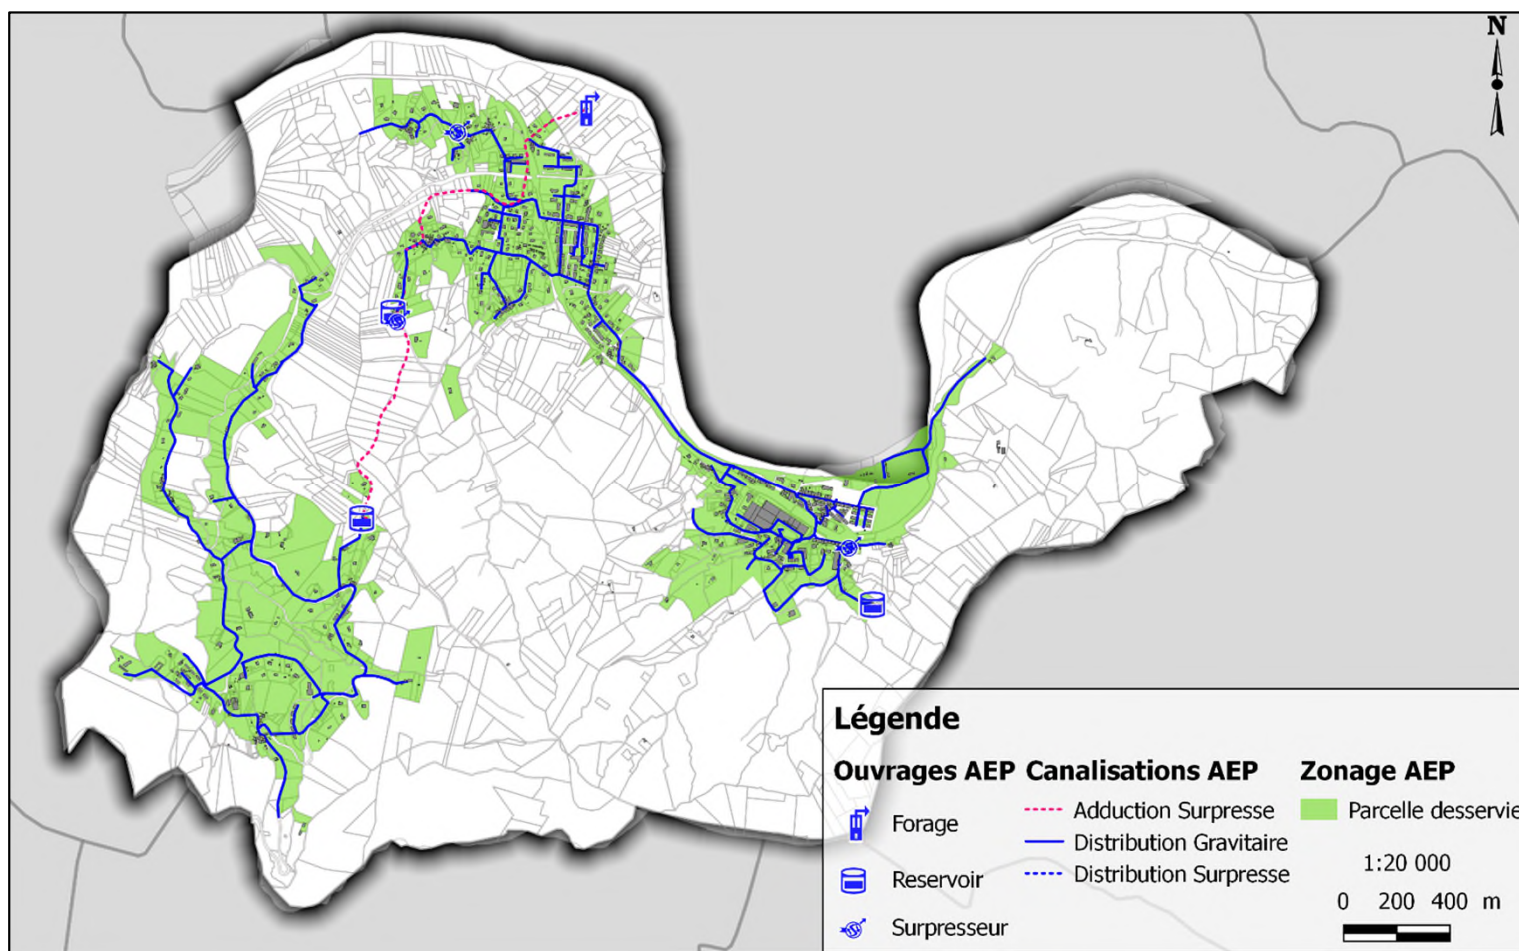 N
Légende
Ouvrages AEP
Forage
Reservoir
Surpresseur
Canalisations AEP
Adduction Surpresse
Distribution Gravitaire
Distribution Surpresse
Zonage AEP
Parcelle desservie
1:20 000
0 200 400 m